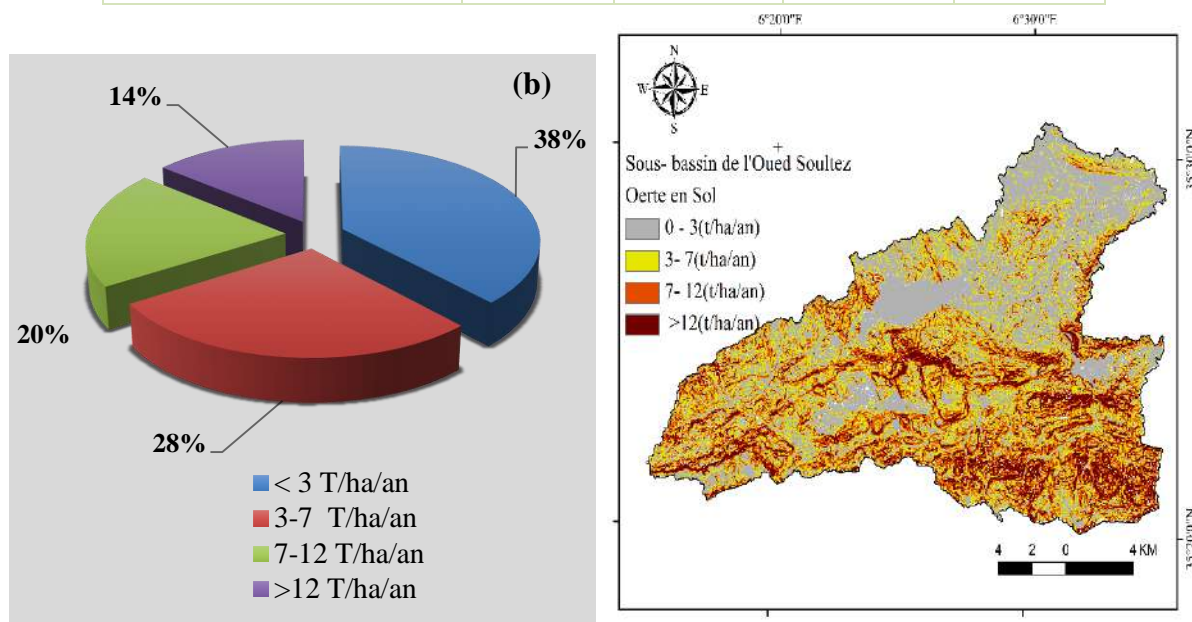 (b)
14%
38%
20%
28%
< 3 T/ha/an
3-7 T/ha/an
7-12 T/ha/an
>12 T/ha/an
6°20'0"E
6°30'0"E
N
W
E
S
Sous- bassin de l'Oued Soultez
Oerte en Sol
0 - 3(t/ha/an)
3- 7(t/ha/an)
7- 12(t/ha/an)
>12(t/ha/an)
4 2 0 4 KM